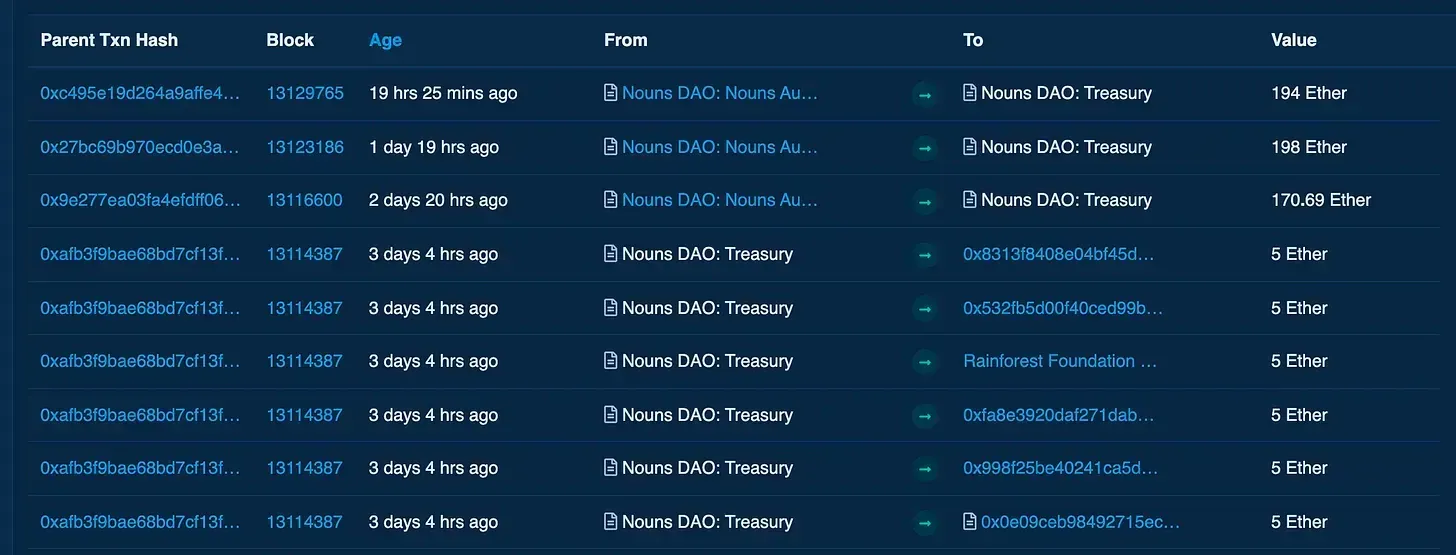 Parent Txn Hash Block Age From To Value
0xc495e19d264a9affe4... 13129765 19 hrs 25 mins ago Nouns DAO: Nouns Au... Nouns DAO: Treasury 194 Ether
0x27bc69b970ecd0e3a... 13123186 1 day 19 hrs ago Nouns DAO: Nouns Au... Nouns DAO: Treasury 198 Ether
0x9e277ea03fa4efdff06... 13116600 2 days 20 hrs ago Nouns DAO: Nouns Au... Nouns DAO: Treasury 170.69 Ether
0xafb3f9bae68bd7cf13f... 13114387 3 days 4 hrs ago Nouns DAO: Treasury 0x8313f8408e04bf45d... 5 Ether
0xafb3f9bae68bd7cf13f... 13114387 3 days 4 hrs ago Nouns DAO: Treasury 0x532fb5d00f40ced99b... 5 Ether
0xafb3f9bae68bd7cf13f... 13114387 3 days 4 hrs ago Nouns DAO: Treasury Rainforest Foundation ... 5 Ether
0xafb3f9bae68bd7cf13f... 13114387 3 days 4 hrs ago Nouns DAO: Treasury 0xfa8e3920daf271dab... 5 Ether
0xafb3f9bae68bd7cf13f... 13114387 3 days 4 hrs ago Nouns DAO: Treasury 0x998f25be40241ca5d... 5 Ether
0xafb3f9bae68bd7cf13f... 13114387 3 days 4 hrs ago Nouns DAO: Treasury 0x0e09ceb98492715ec... 5 Ether